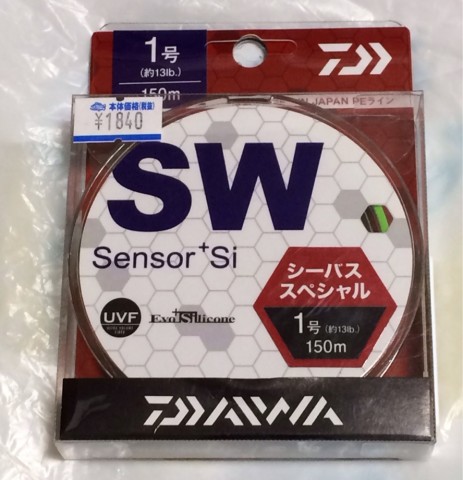 1号
(約13lb.)
150m
本体価格(税抜)
¥1840
IN JAPAN PEライン
SW
Sensor+Si
シーバス
スペシャル
1号(約13lb.)
150m
UVF
Evo+Silicone
DAIWA